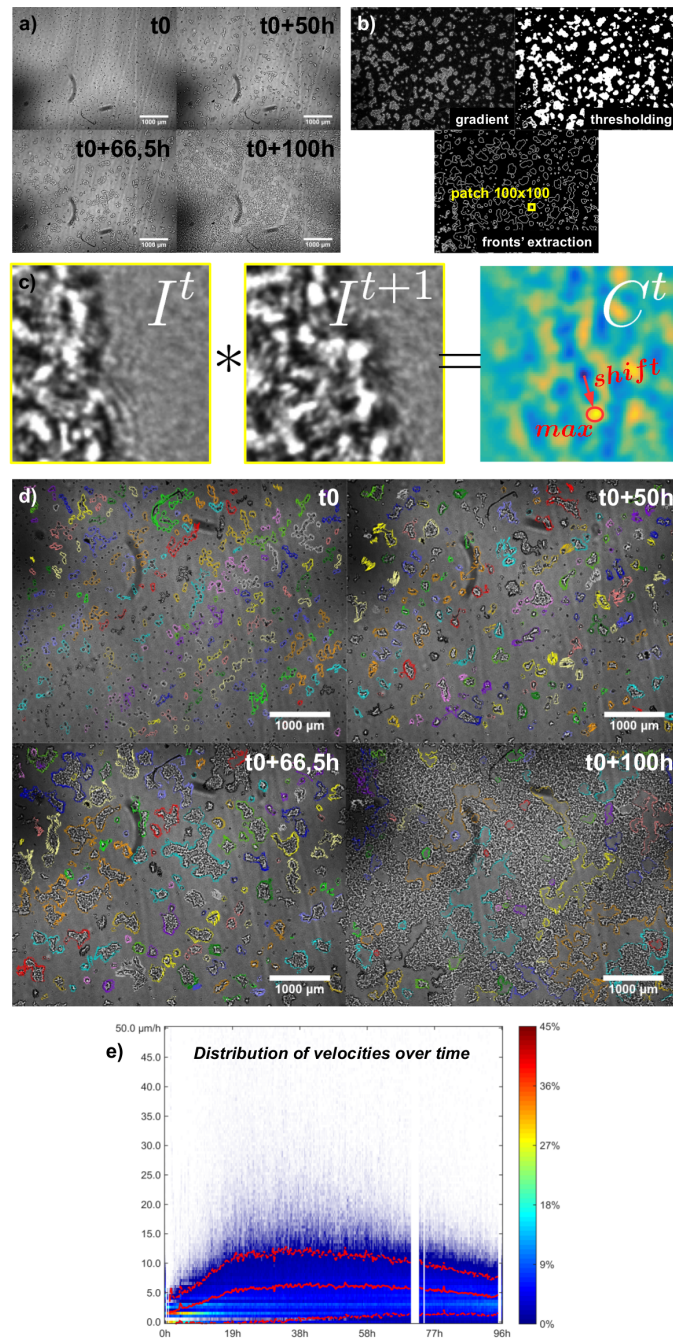 a)
t0
t0+50h
1000 µm
1000 µm
t0+66,5h
t0+100h
1000 µm
1000 µm
b)
gradient
thresholding
patch 100x100
fronts' extraction
c)
I^t
*
I^{t+1}
=
C^t
shift
max
d)
t0
t0+50h
1000 µm
1000 µm
t0+66,5h
t0+100h
1000 µm
1000 µm
e)
Distribution of velocities over time
50.0 µm/h
45.0
40.0
35.0
30.0
25.0
20.0
15.0
10.0
5.0
0.0
0h
19h
38h
58h
77h
96h
45%
36%
27%
18%
9%
0%